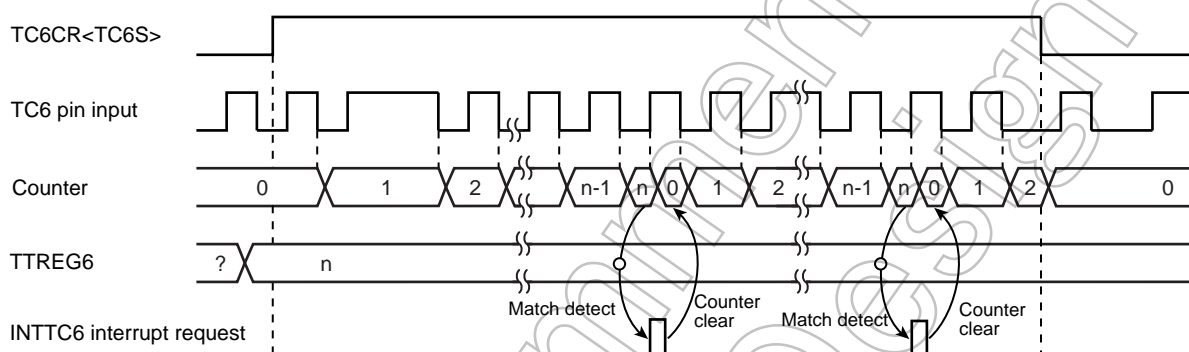 TC6CR<TC6S>
TC6 pin input
Counter 0 1 2 n-1 n 0 1 2 n-1 n 0 1 2 0
TTREG6 ? n
Match detect Counter clear Match detect Counter clear
INTTC6 interrupt request